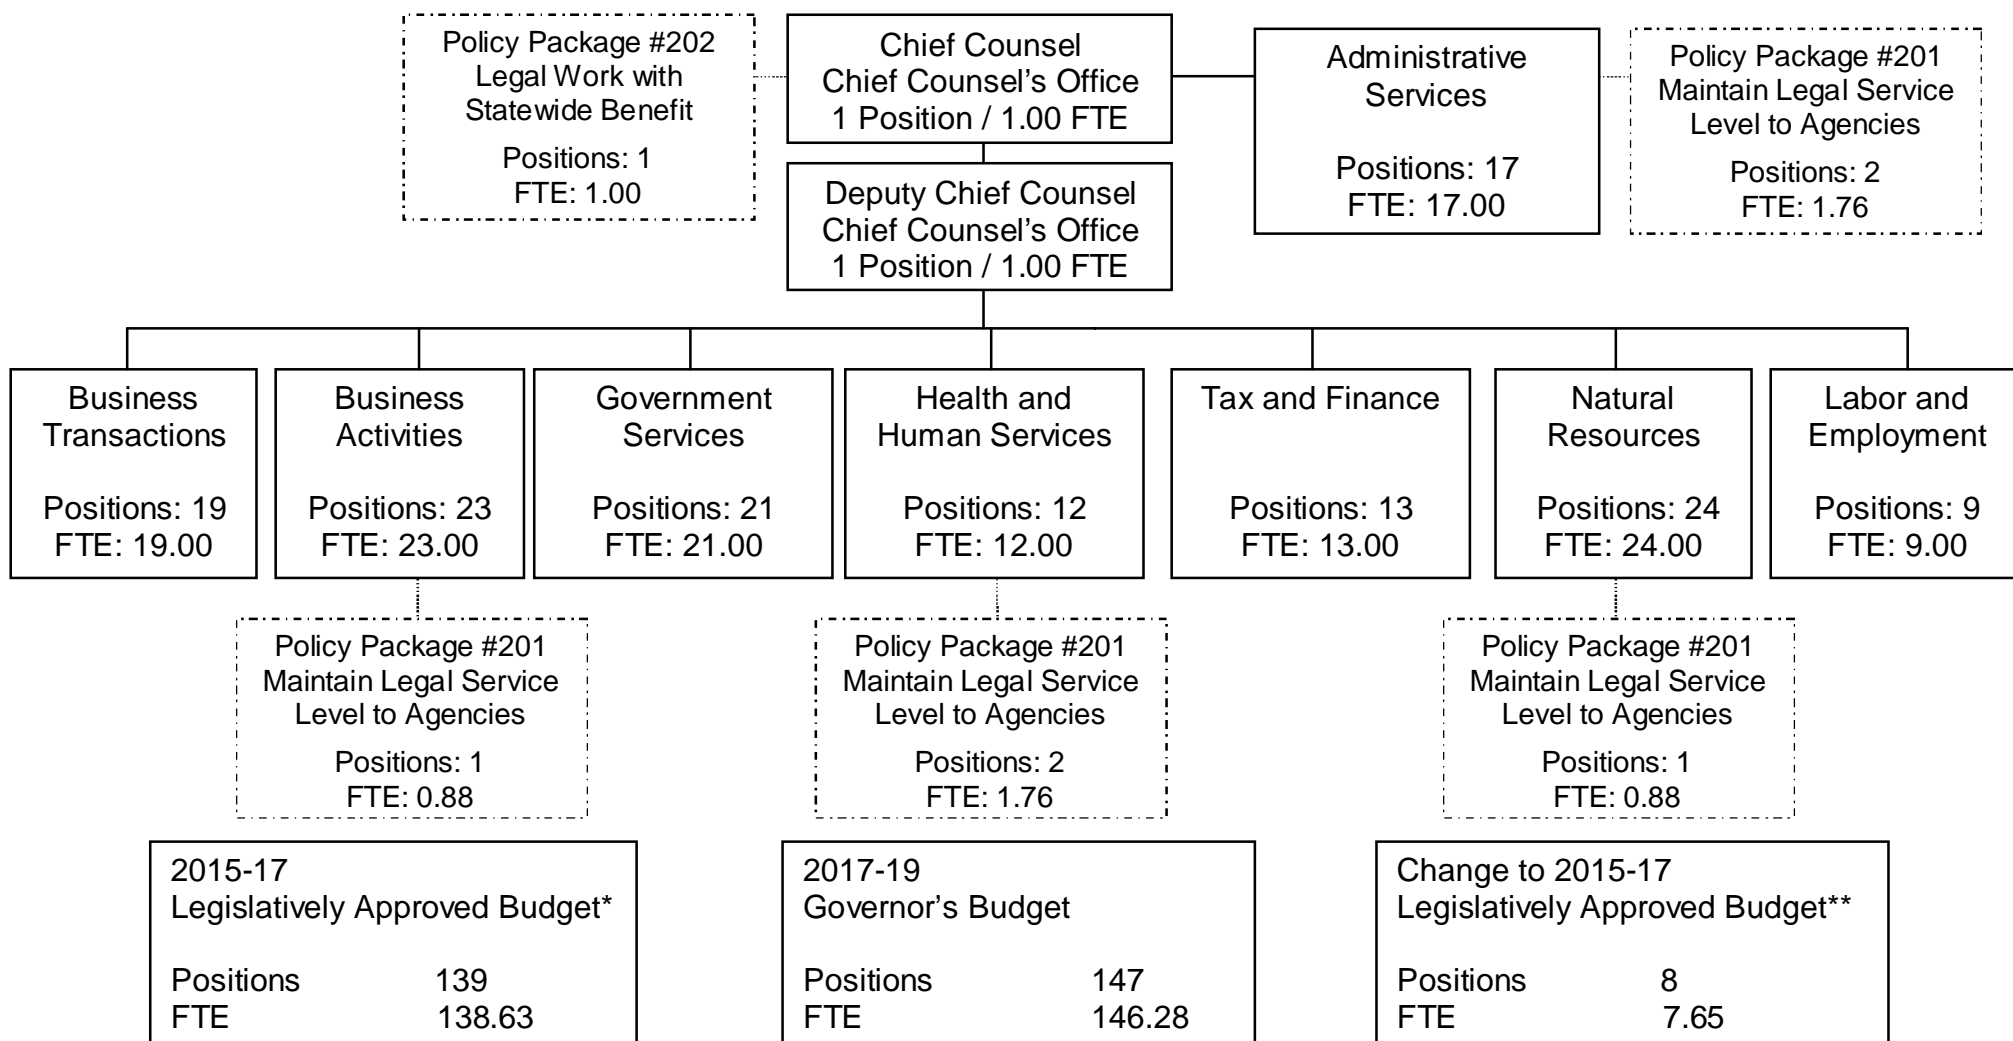 Policy Package #202
Legal Work with
Statewide Benefit
Positions: 1
FTE: 1.00
Chief Counsel
Chief Counsel's Office
1 Position / 1.00 FTE
Administrative
Services
Positions: 17
FTE: 17.00
Policy Package #201
Maintain Legal Service
Level to Agencies
Positions: 2
FTE: 1.76
Deputy Chief Counsel
Chief Counsel's Office
1 Position / 1.00 FTE
Business
Transactions
Positions: 19
FTE: 19.00
Business
Activities
Positions: 23
FTE: 23.00
Government
Services
Positions: 21
FTE: 21.00
Health and
Human Services
Positions: 12
FTE: 12.00
Tax and Finance
Positions: 13
FTE: 13.00
Natural
Resources
Positions: 24
FTE: 24.00
Labor and
Employment
Positions: 9
FTE: 9.00
Policy Package #201
Maintain Legal Service
Level to Agencies
Positions: 1
FTE: 0.88
Policy Package #201
Maintain Legal Service
Level to Agencies
Positions: 2
FTE: 1.76
Policy Package #201
Maintain Legal Service
Level to Agencies
Positions: 1
FTE: 0.88
2015-17
Legislatively Approved Budget*
Positions 139
FTE 138.63
2017-19
Governor's Budget
Positions 147
FTE 146.28
Change to 2015-17
Legislatively Approved Budget**
Positions 8
FTE 7.65